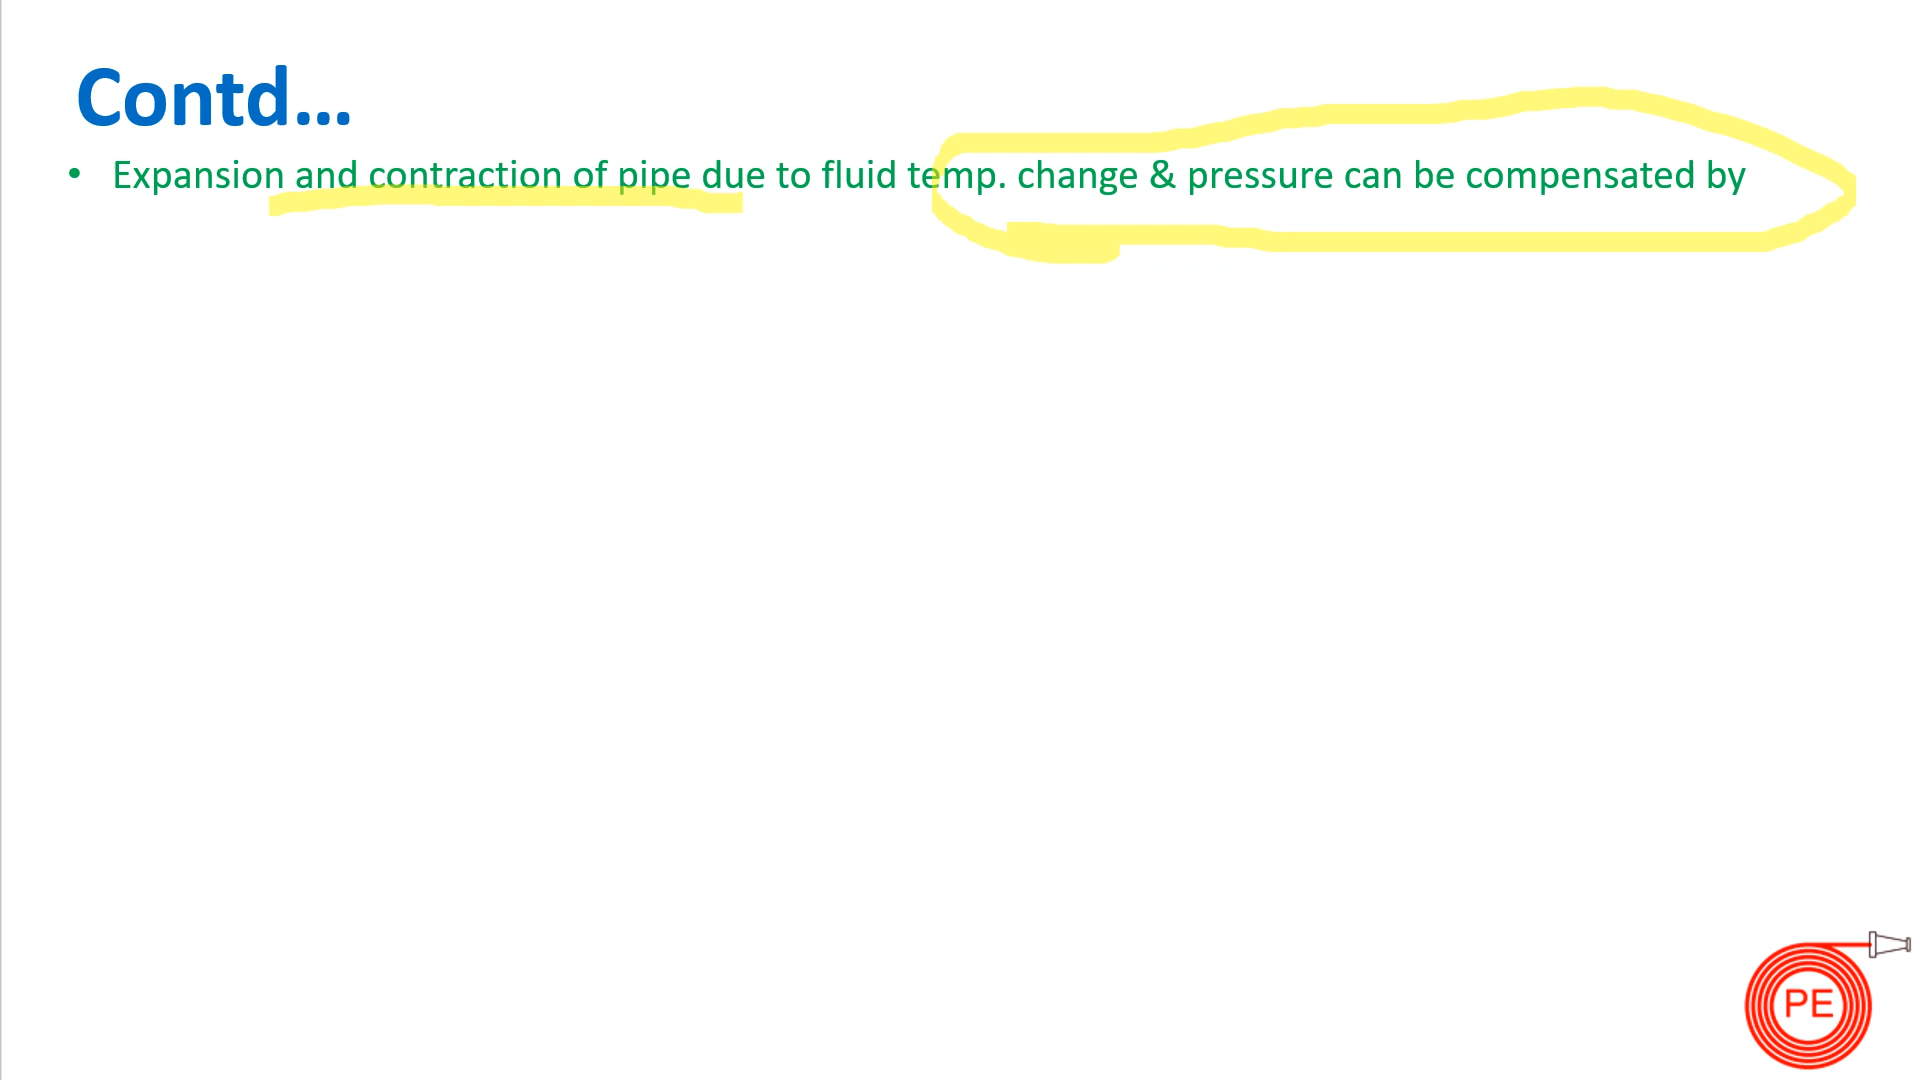 Contd...
• Expansion and contraction of pipe due to fluid temp. change & pressure can be compensated by
PE